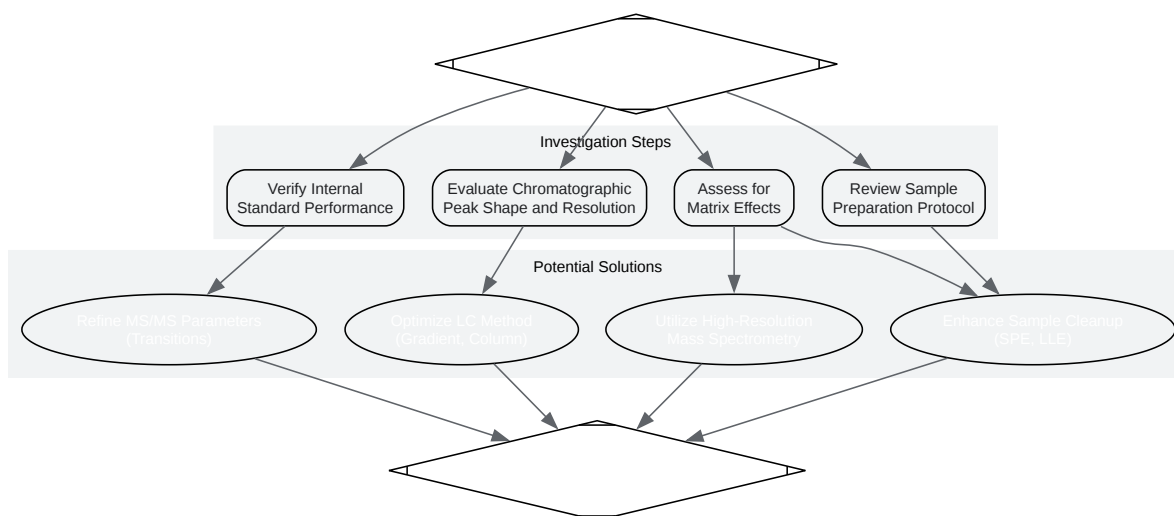 Investigation Steps
Verify Internal
Standard Performance
Evaluate Chromatographic
Peak Shape and Resolution
Assess for
Matrix Effects
Review Sample
Preparation Protocol
Potential Solutions
Refine MS/MS Parameters
(Transitions)
Optimize LC Method
(Gradient, Column)
Utilize High-Resolution
Mass Spectrometry
Enhance Sample Cleanup
(SPE, LLE)